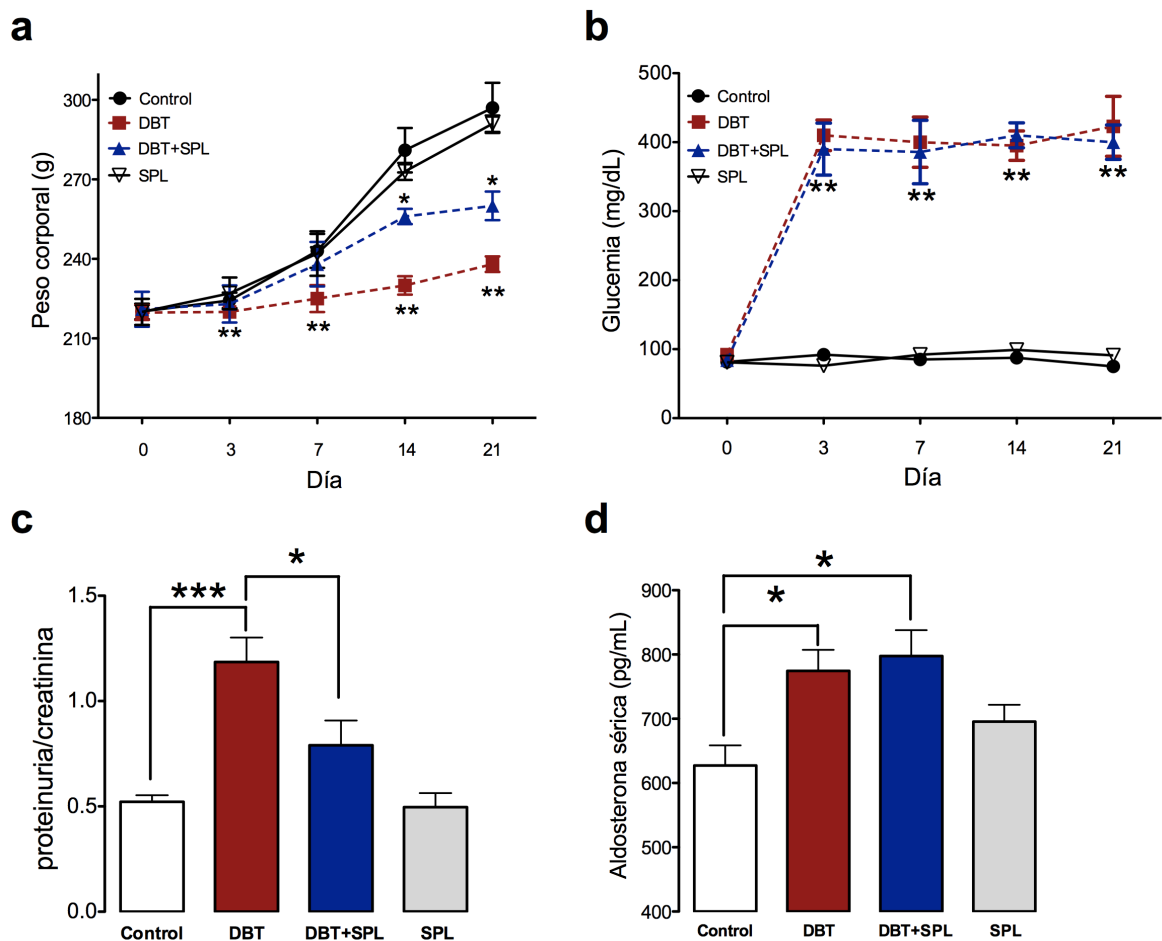 a
Peso corporal (g)
300
270
240
210
180
Control
DBT
DBT+SPL
SPL
*
*
**
**
**
**
0 3 7 14 21
Día
b
Glucemia (mg/dL)
500
400
300
200
100
0
Control
DBT
DBT+SPL
SPL
**
**
**
**
0 3 7 14 21
Día
c
proteinuria/creatinina
1.5
1.0
0.5
0.0
***
*
Control DBT DBT+SPL SPL
d
Aldosterona sérica (pg/mL)
900
800
700
600
500
400
*
*
Control DBT DBT+SPL SPL